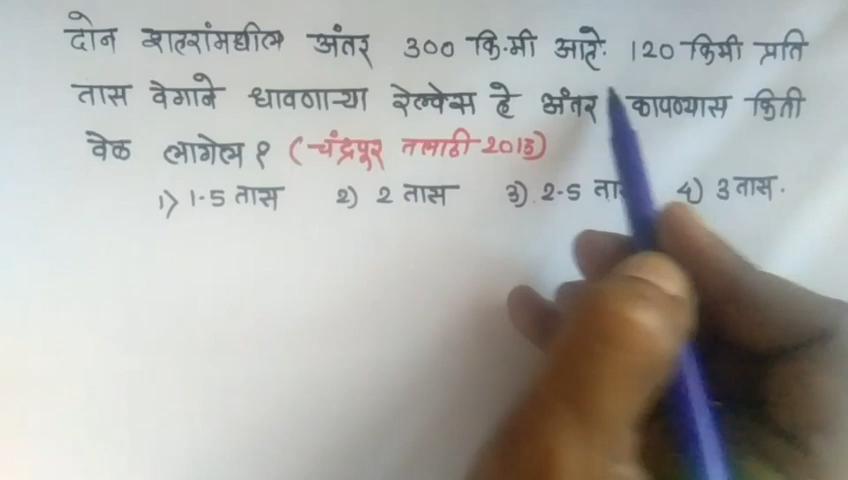 दोन शहरांमधील अंतर 300 कि.मी आहे. 120 किमी प्रति
तास वेगाने धावणाऱ्या रेल्वेस हे अंतर कापण्यास किती
वेळ लागेल ? (चंद्रपूर तलाठी 2015)
1) 1.5 तास 2) 2 तास 3) 2.5 ता 4) 3 तास.